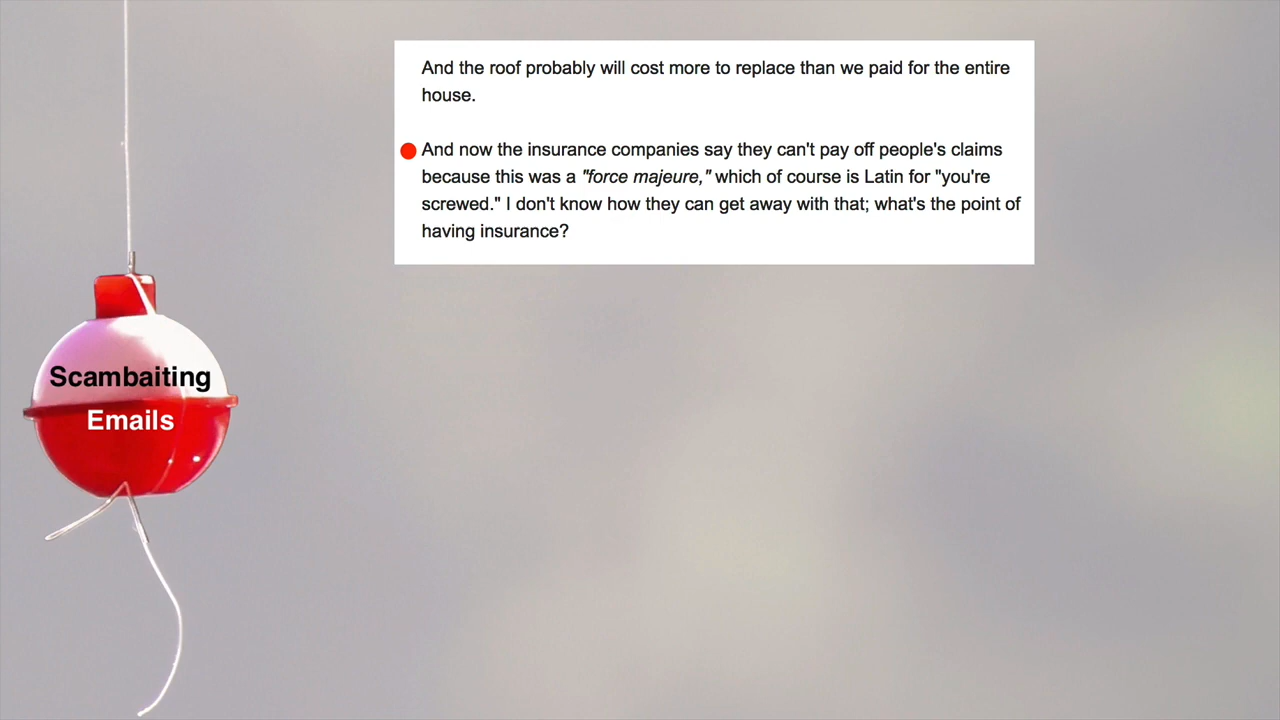 And the roof probably will cost more to replace than we paid for the entire
house.
And now the insurance companies say they can't pay off people's claims
because this was a "force majeure," which of course is Latin for "you're
screwed." I don't know how they can get away with that; what's the point of
having insurance?
Scambaiting
Emails